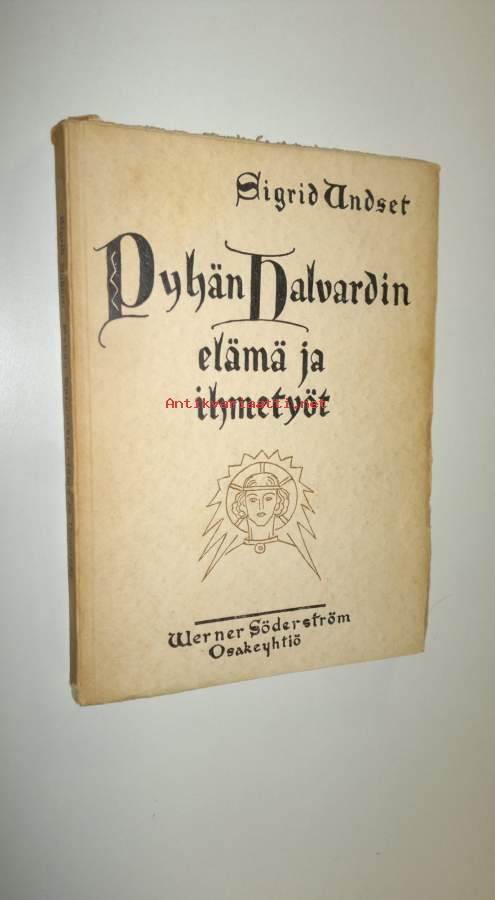 Sigrid Undset
Pyhän Halvardin
elämä ja
ihmetyöt
Antikvariaatti.net
Werner Söderström
Osakeyhtiö